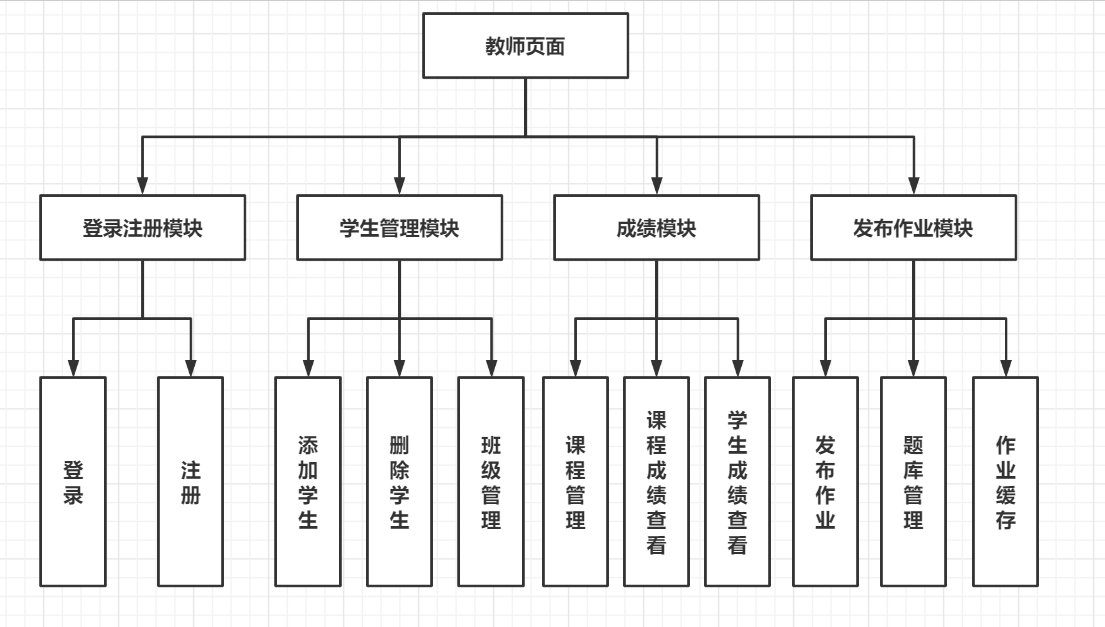 教师页面
登录注册模块
学生管理模块
成绩模块
发布作业模块
登录
注册
添加学生
删除学生
班级管理
课程管理
课程成绩查看
学生成绩查看
发布作业
题库管理
作业缓存